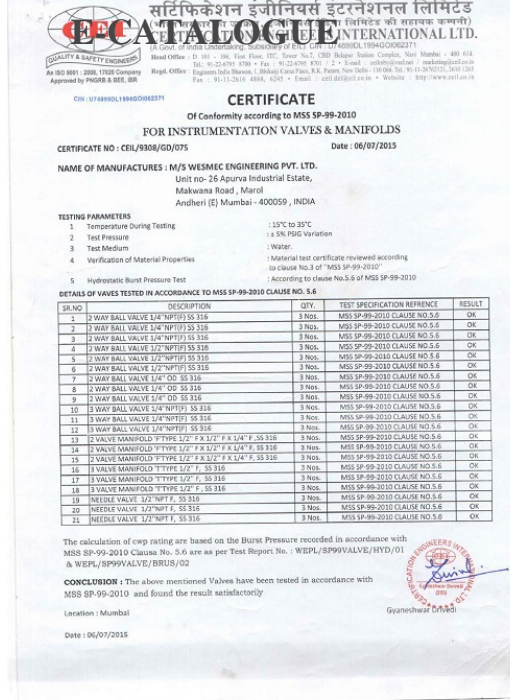 सर्टिफिकेशन इंजीनियर्स इंटरनेशनल लिमिटेड
E-CATALOGUE
INTERNATIONAL LTD.
(A Govt. of India Undertaking, Subsidiary of EIL) CIN : U74899DL1994GOI062371
QUALITY & SAFETY ENGINEERS
An ISO 9001 : 2008, 17020 Company
Approved by PNGRB & BEE, IBR
CIN : U74899DL1994GOI062371
CERTIFICATE
Of Conformity according to MSS SP-99-2010
FOR INSTRUMENTATION VALVES & MANIFOLDS
CERTIFICATE NO : CEIL/9308/GD/075 Date : 06/07/2015
NAME OF MANUFACTURES : M/S WESMEC ENGINEERING PVT. LTD.
Unit no- 26 Apurva Industrial Estate,
Makwana Road , Marol
Andheri (E) Mumbai - 400059 , INDIA
TESTING PARAMETERS
1 Temperature During Testing : 15°C to 35°C
2 Test Pressure : ± 5% PSIG Variation
3 Test Medium : Water.
4 Verification of Material Properties : Material test certificate reviewed according
to clause No.3 of "MSS SP-99-2010"
5 Hydrostatic Burst Pressure Test : According to clause No.5.6 of MSS SP-99-2010
DETAILS OF VAVES TESTED IN ACCORDANCE TO MSS SP-99-2010 CLAUSE NO. 5.6
SR.NO DESCRIPTION QTY. TEST SPECIFICATION REFRENCE RESULT
1 2 WAY BALL VALVE 1/4"NPT(F) SS 316 3 Nos. MSS SP-99-2010 CLAUSE NO.5.6 OK
2 2 WAY BALL VALVE 1/4"NPT(F) SS 316 3 Nos. MSS SP-99-2010 CLAUSE NO.5.6 OK
3 2 WAY BALL VALVE 1/4"NPT(F) SS 316 3 Nos. MSS SP-99-2010 CLAUSE NO.5.6 OK
4 2 WAY BALL VALVE 1/2"NPT(F) SS 316 3 Nos. MSS SP-99-2010 CLAUSE NO.5.6 OK
5 2 WAY BALL VALVE 1/2"NPT(F) SS 316 3 Nos. MSS SP-99-2010 CLAUSE NO.5.6 OK
6 2 WAY BALL VALVE 1/2"NPT(F) SS 316 3 Nos. MSS SP-99-2010 CLAUSE NO.5.6 OK
7 2 WAY BALL VALVE 1/4" OD SS 316 3 Nos. MSS SP-99-2010 CLAUSE NO.5.6 OK
8 2 WAY BALL VALVE 1/4" OD SS 316 3 Nos. MSS SP-99-2010 CLAUSE NO.5.6 OK
9 2 WAY BALL VALVE 1/4" OD SS 316 3 Nos. MSS SP-99-2010 CLAUSE NO.5.6 OK
10 3 WAY BALL VALVE 1/4"NPT(F) SS 316 3 Nos. MSS SP-99-2010 CLAUSE NO.5.6 OK
11 3 WAY BALL VALVE 1/4"NPT(F) SS 316 3 Nos. MSS SP-99-2010 CLAUSE NO.5.6 OK
12 3 WAY BALL VALVE 1/4"NPT(F) SS 316 3 Nos. MSS SP-99-2010 CLAUSE NO.5.6 OK
13 2 VALVE MANIFOLD 'T'TYPE 1/2" F X 1/2" F X 1/4" F ,SS 316 3 Nos. MSS SP-99-2010 CLAUSE NO.5.6 OK
14 2 VALVE MANIFOLD 'T'TYPE 1/2" F X 1/2" F X 1/4" F ,SS 316 3 Nos. MSS SP-99-2010 CLAUSE NO.5.6 OK
15 2 VALVE MANIFOLD 'T'TYPE 1/2" F X 1/2" F X 1/4" F ,SS 316 3 Nos. MSS SP-99-2010 CLAUSE NO.5.6 OK
16 3 VALVE MANIFOLD 'T'TYPE 1/2" F, SS 316 3 Nos. MSS SP-99-2010 CLAUSE NO.5.6 OK
17 3 VALVE MANIFOLD 'T'TYPE 1/2" F, SS 316 3 Nos. MSS SP-99-2010 CLAUSE NO.5.6 OK
18 3 VALVE MANIFOLD 'T'TYPE 1/2" F, SS 316 3 Nos. MSS SP-99-2010 CLAUSE NO.5.6 OK
19 NEEDLE VALVE 1/2"NPT F, SS 316 3 Nos. MSS SP-99-2010 CLAUSE NO.5.6 OK
20 NEEDLE VALVE 1/2"NPT F, SS 316 3 Nos. MSS SP-99-2010 CLAUSE NO.5.6 OK
21 NEEDLE VALVE 1/2"NPT F, SS 316 3 Nos. MSS SP-99-2010 CLAUSE NO.5.6 OK
The calculation of cwp rating are based on the Burst Pressure recorded in accordance with
MSS SP-99-2010 Clausa No. 5.6 are as per Test Report No. : WEPL/SP99VALVE/HYD/01
& WEPL/SP99VALVE/BRUS/02
CONCLUSION : The above mentioned Valves have been tested in accordance with
MSS SP-99-2010 and found the result satisfactorily
Gyaneshwar Drivedi
Location : Mumbai
Date : 06/07/2015